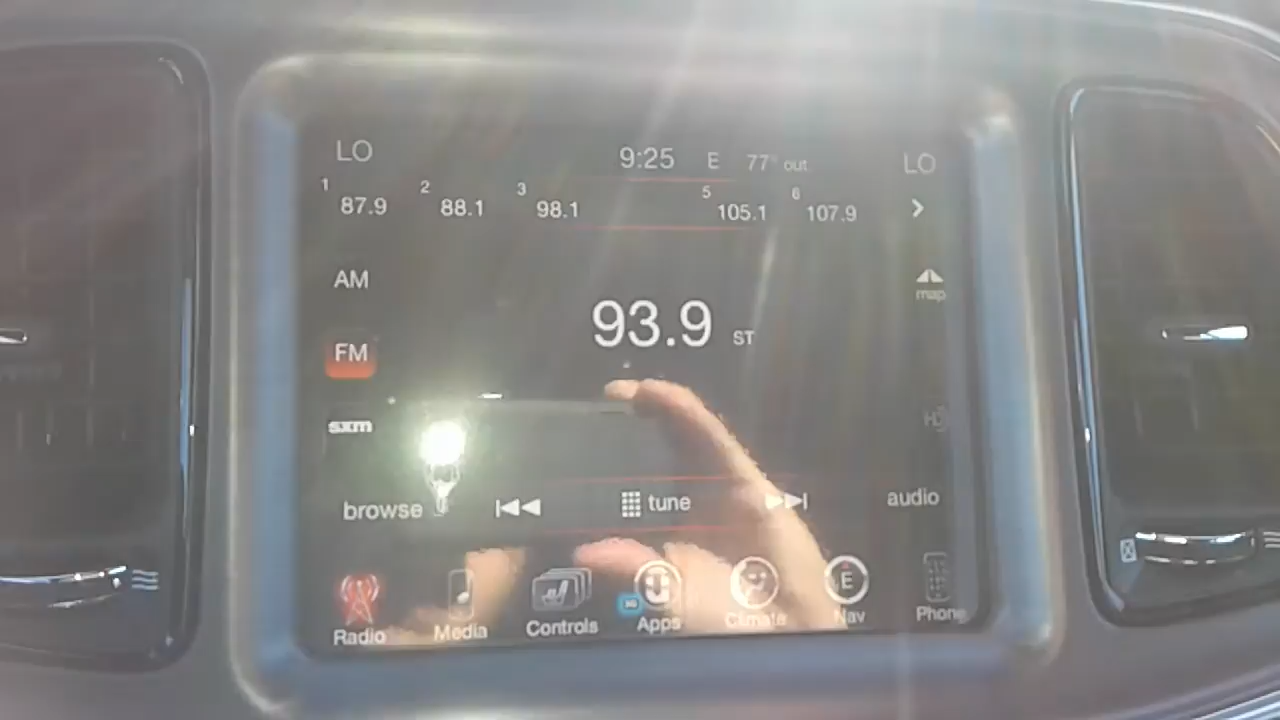 LO 9:25 E 77° out LO
1 87.9 2 88.1 3 98.1 5 105.1 6 107.9
AM
map
FM 93.9 ST
sxm
HD
browse tune audio
E
Radio Media Controls Apps Climate Nav Phone